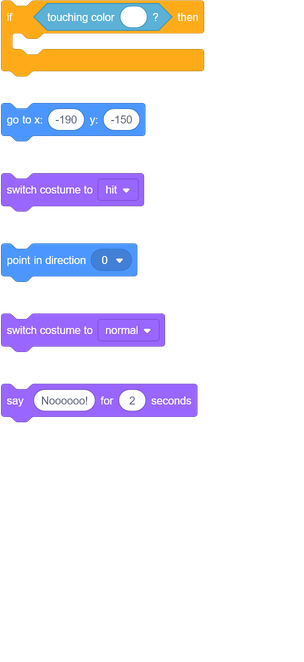 if touching color ? then
go to x: -190 y: -150
switch costume to hit
point in direction 0
switch costume to normal
say Noooooo! for 2 seconds